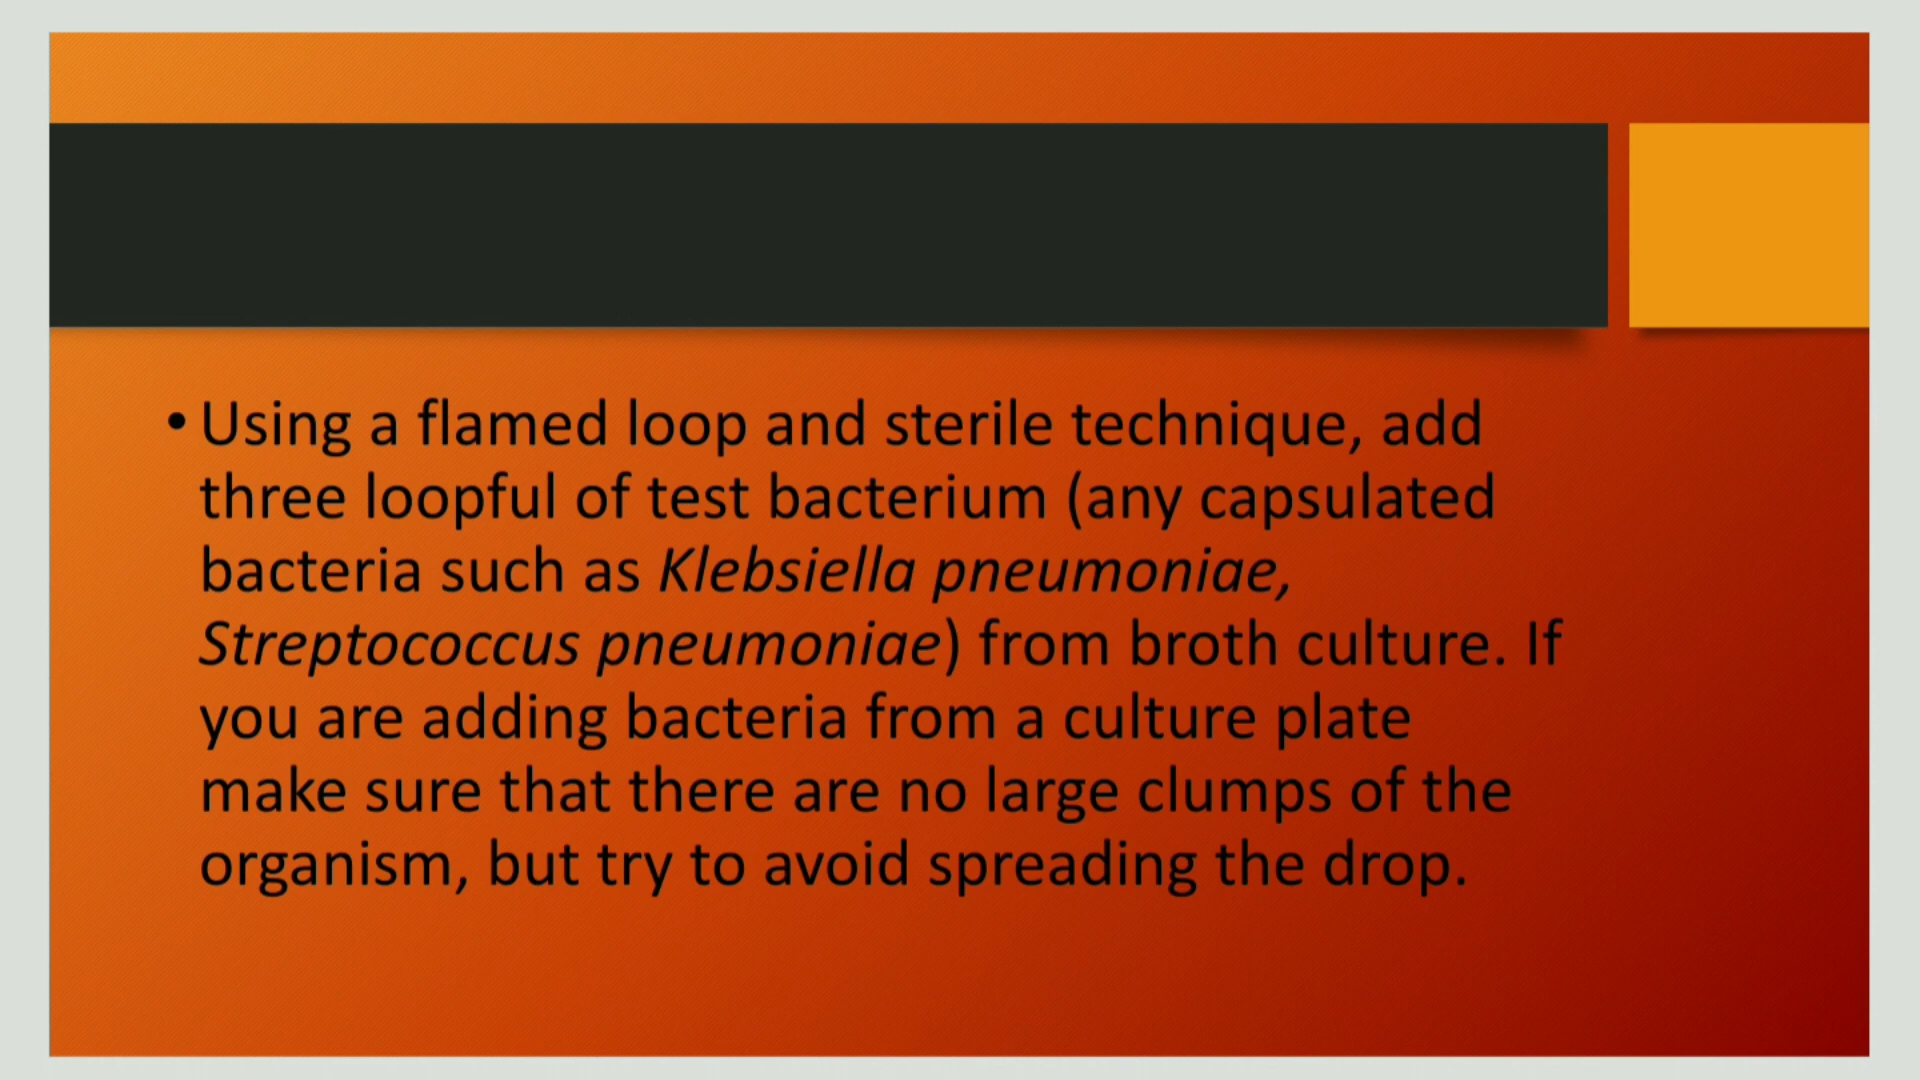 • Using a flamed loop and sterile technique, add
three loopful of test bacterium (any capsulated
bacteria such as Klebsiella pneumoniae,
Streptococcus pneumoniae) from broth culture. If
you are adding bacteria from a culture plate
make sure that there are no large clumps of the
organism, but try to avoid spreading the drop.